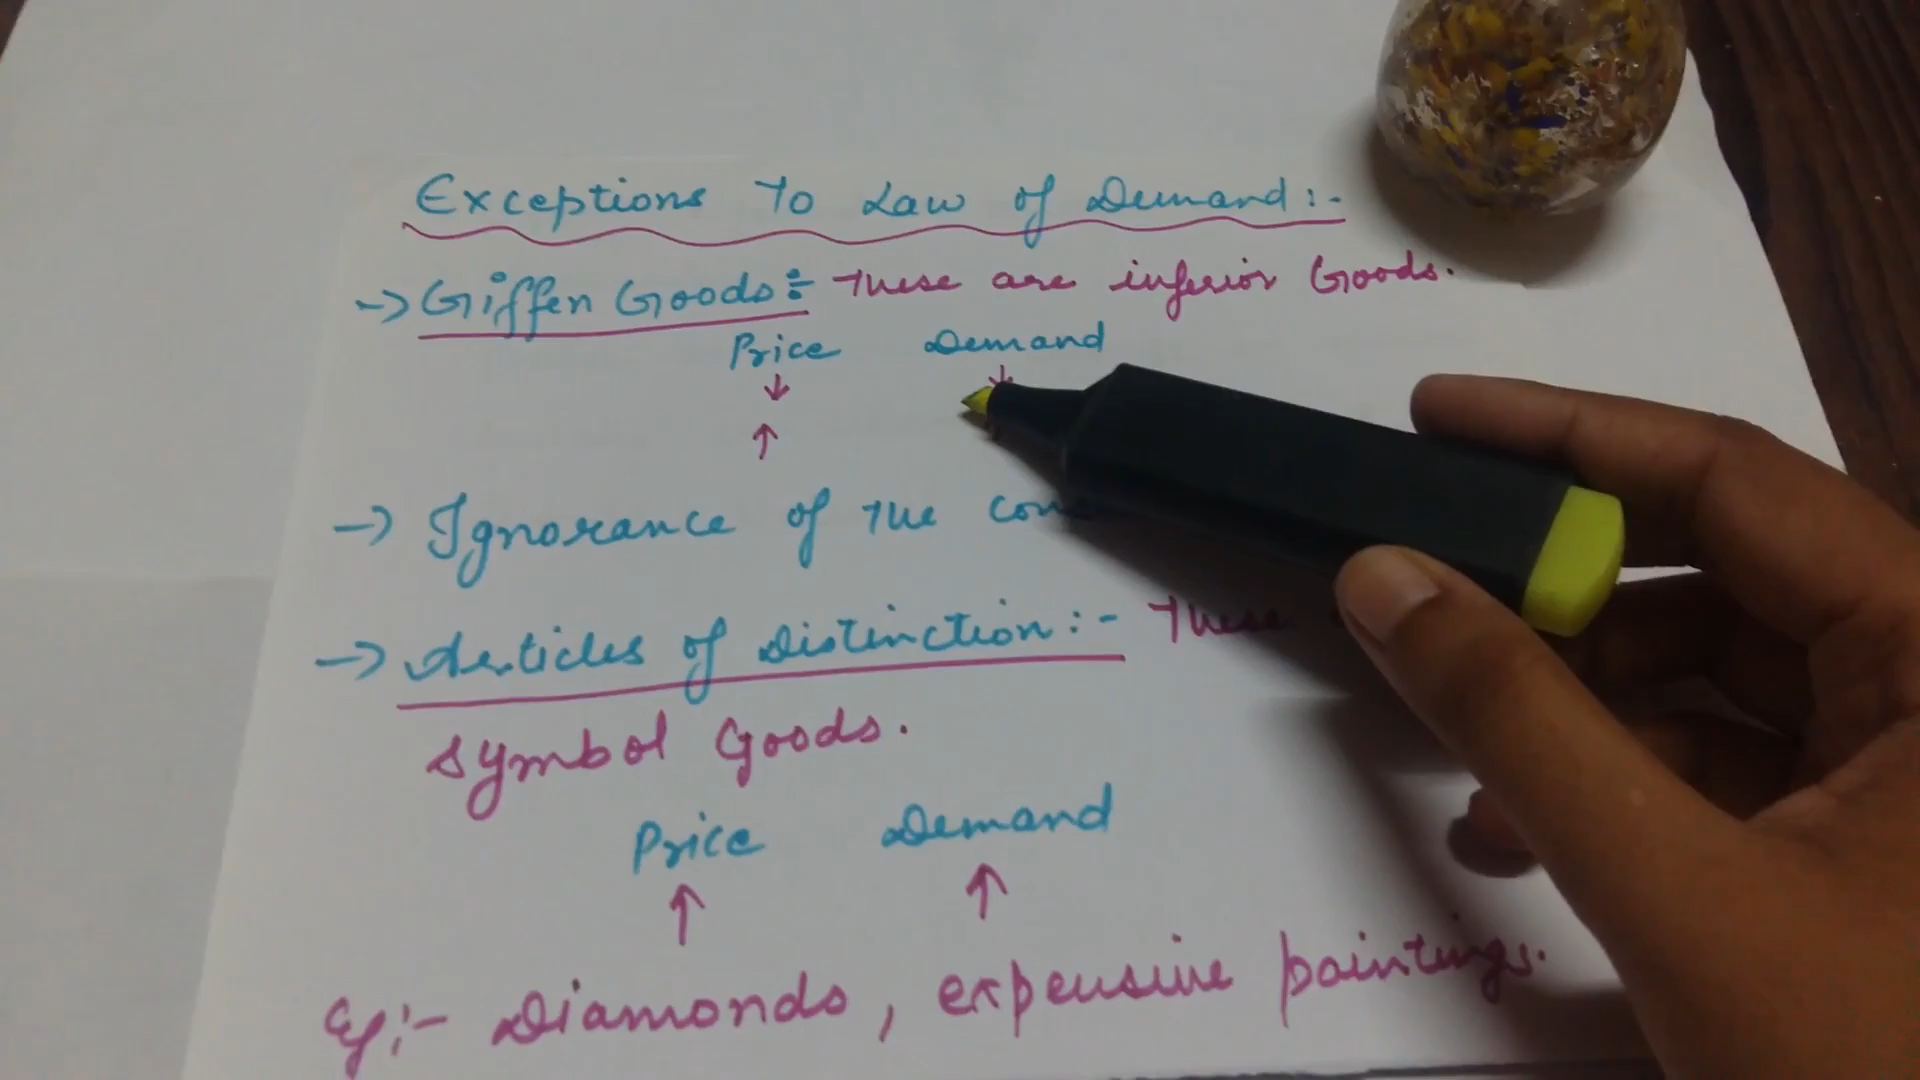 Exceptions To Law of Demand:-
→ Giffen Goods:- These are inferior Goods.
Price Demand
↓ ↓
↑
→ Ignorance of the
→ Articles of Distinction:- These
Symbol Goods.
Price Demand
↑ ↑
Eg:- Diamonds, expensive paintings.